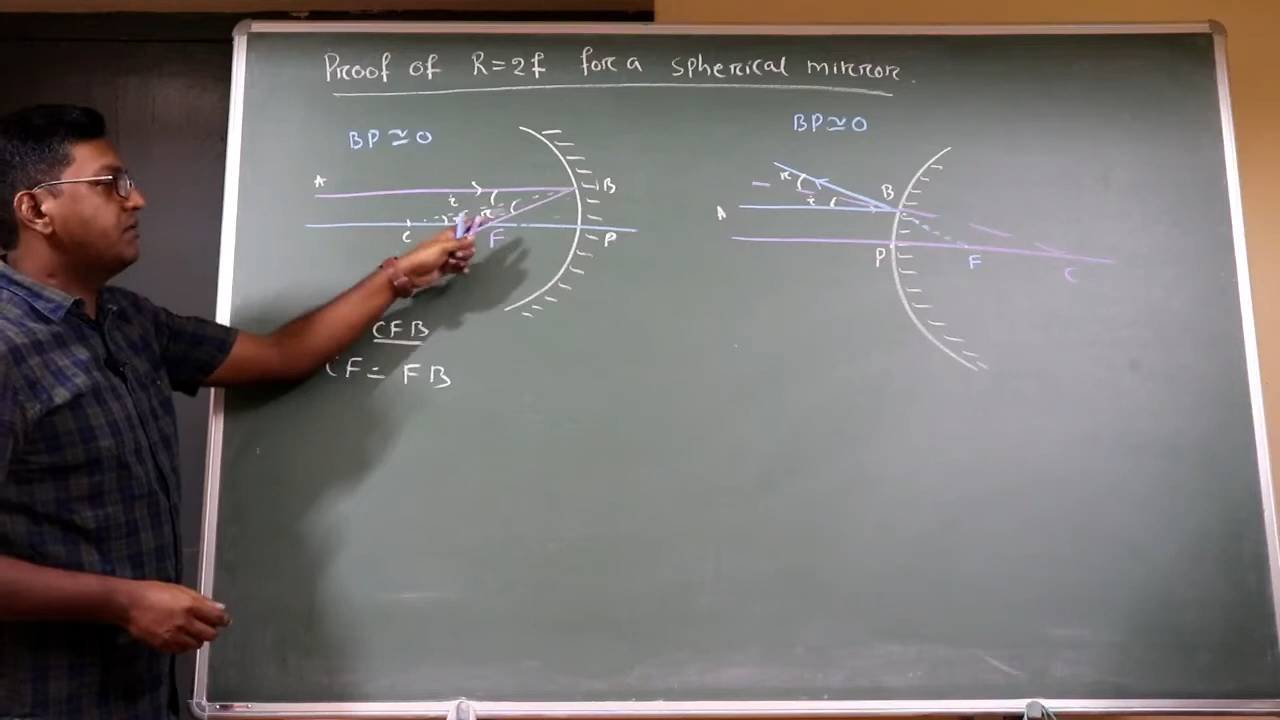 Proof of R=2f for a spherical mirror.
BP≃0
A
B
i
r
C
F
P
CFB
CF = FB
BP≃0
r
i
B
A
P
F
C